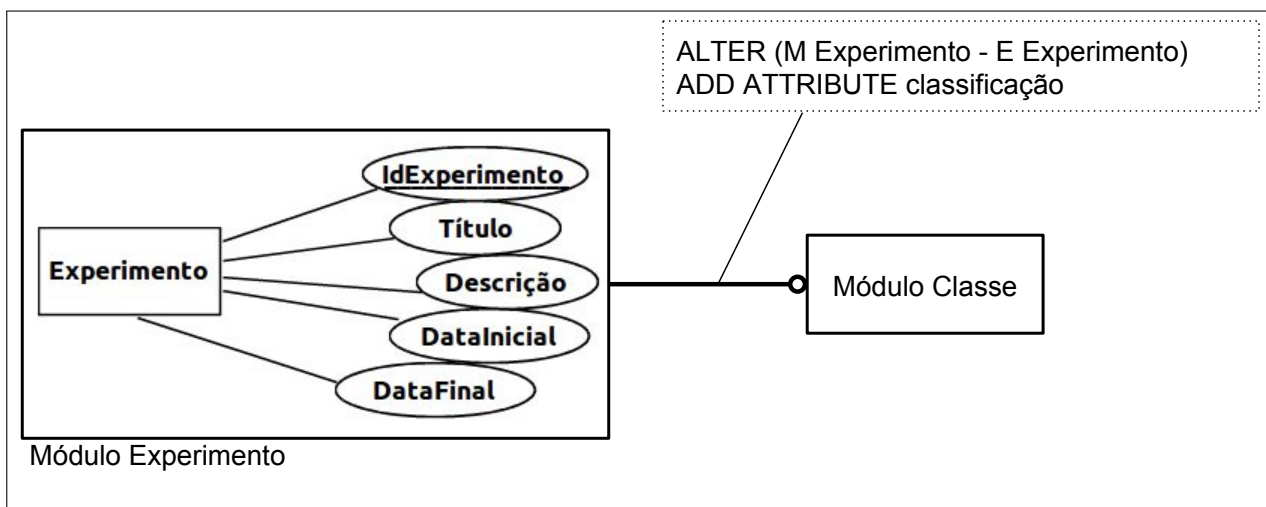 ALTER (M Experimento - E Experimento)
ADD ATTRIBUTE classificação
IdExperimento
Título
Experimento
Descrição
Módulo Classe
DataInicial
DataFinal
Módulo Experimento